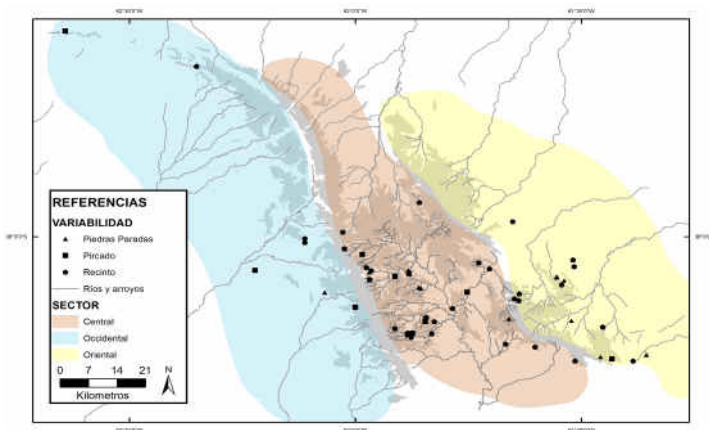 REFERENCIAS
VARIABILIDAD
Piedras Paradas
Pircado
Recinto
Ríos y arroyos
SECTOR
Central
Occidental
Oriental
0 7 14 21
Kilometros
N